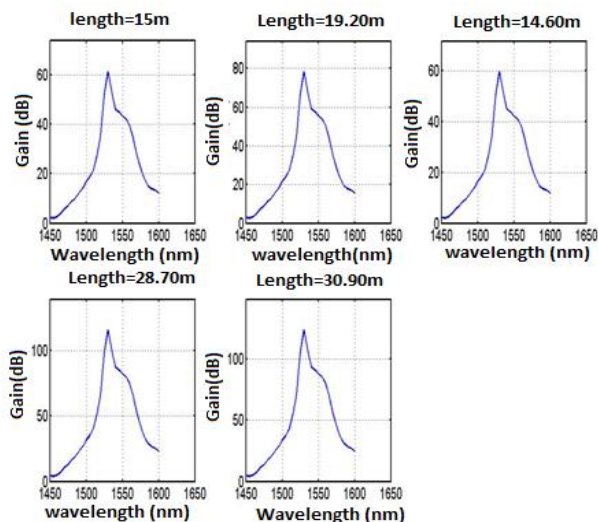 length=15m
Length=19.20m
Length=14.60m
Gain (dB)
60
40
20
0
1450 1500 1550 1600 1650
Wavelength (nm)
Gain(dB)
80
60
40
20
0
1450 1500 1550 1600 1650
Wavelength (nm)
Gain (dB)
60
40
20
0
1450 1500 1550 1600 1650
wavelength (nm)
Length=28.70m
Length=30.90m
Gain(dB)
100
50
0
1450 1500 1550 1600 1650
wavelength (nm)
Gain(dB)
100
50
0
1450 1500 1550 1600 1650
wavelength (nm)